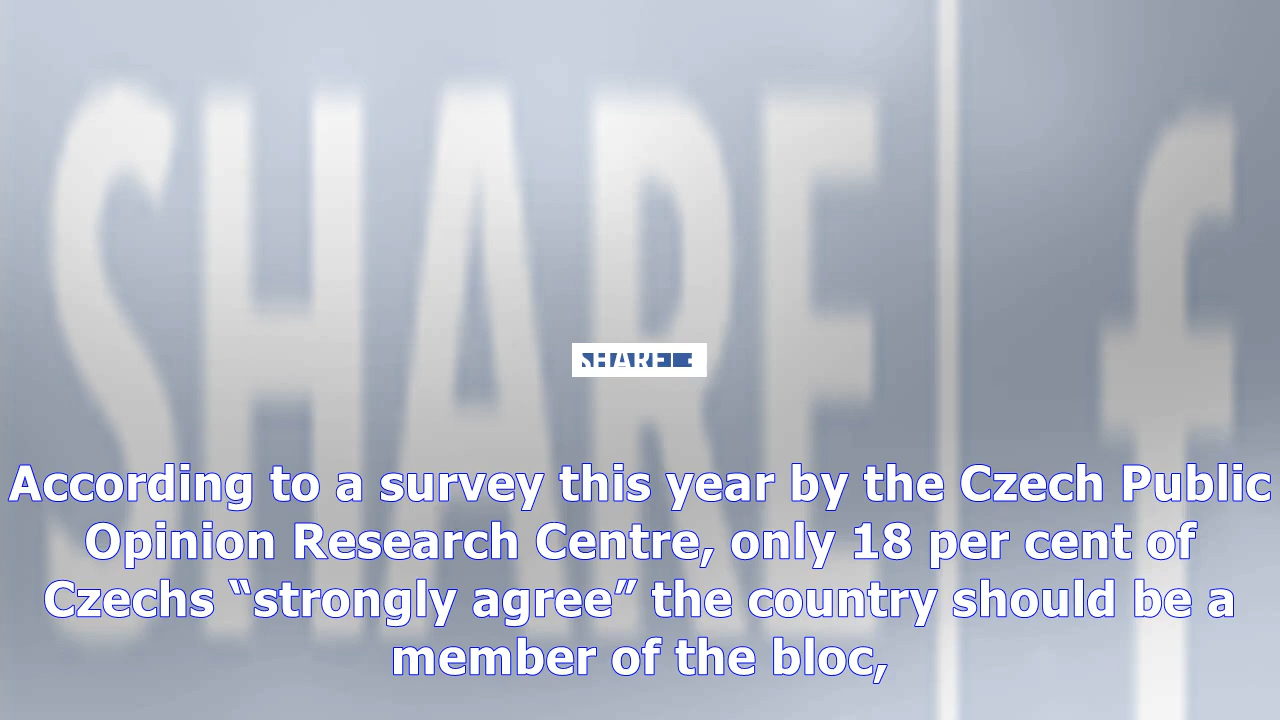 SHARE f
SHARE f
According to a survey this year by the Czech Public
Opinion Research Centre, only 18 per cent of
Czechs “strongly agree” the country should be a
member of the bloc,